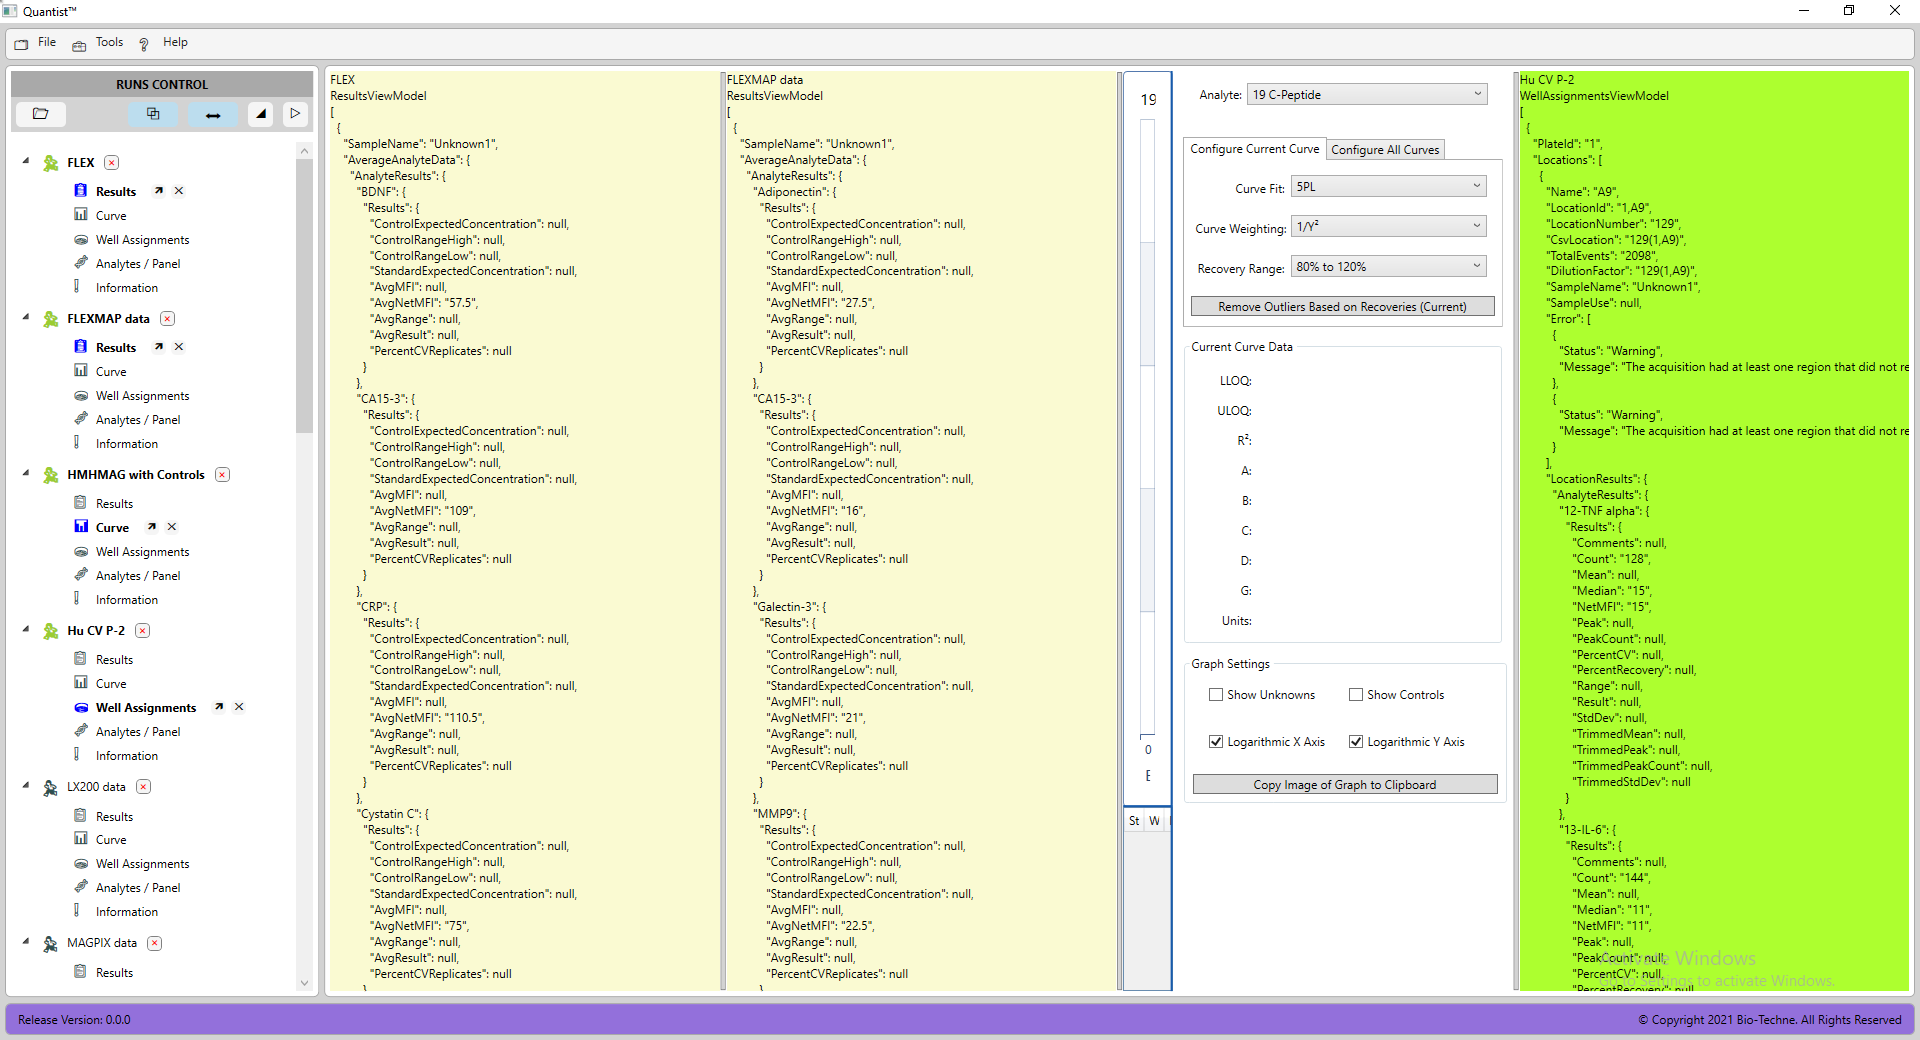 Quantist™
File Tools Help
RUNS CONTROL
FLEX
Results
Curve
Well Assignments
Analytes / Panel
Information
FLEXMAP data
Results
Curve
Well Assignments
Analytes / Panel
Information
HMHMAG with Controls
Results
Curve
Well Assignments
Analytes / Panel
Information
Hu CV P-2
Results
Curve
Well Assignments
Analytes / Panel
Information
LX200 data
Results
Curve
Well Assignments
Analytes / Panel
Information
MAGPIX data
Results
FLEX
ResultsViewModel
[
{
"SampleName": "Unknown1",
"AverageAnalyteData": {
"AnalyteResults": {
"BDNF": {
"Results": {
"ControlExpectedConcentration": null,
"ControlRangeHigh": null,
"ControlRangeLow": null,
"StandardExpectedConcentration": null,
"AvgMFI": null,
"AvgNetMFI": "57.5",
"AvgRange": null,
"AvgResult": null,
"PercentCVReplicates": null
}
},
"CA15-3": {
"Results": {
"ControlExpectedConcentration": null,
"ControlRangeHigh": null,
"ControlRangeLow": null,
"StandardExpectedConcentration": null,
"AvgMFI": null,
"AvgNetMFI": "109",
"AvgRange": null,
"AvgResult": null,
"PercentCVReplicates": null
}
},
"CRP": {
"Results": {
"ControlExpectedConcentration": null,
"ControlRangeHigh": null,
"ControlRangeLow": null,
"StandardExpectedConcentration": null,
"AvgMFI": null,
"AvgNetMFI": "110.5",
"AvgRange": null,
"AvgResult": null,
"PercentCVReplicates": null
}
},
"Cystatin C": {
"Results": {
"ControlExpectedConcentration": null,
"ControlRangeHigh": null,
"ControlRangeLow": null,
"StandardExpectedConcentration": null,
"AvgMFI": null,
"AvgNetMFI": "75",
"AvgRange": null,
"AvgResult": null,
"PercentCVReplicates": null
}
FLEXMAP data
ResultsViewModel
[
{
"SampleName": "Unknown1",
"AverageAnalyteData": {
"AnalyteResults": {
"Adiponectin": {
"Results": {
"ControlExpectedConcentration": null,
"ControlRangeHigh": null,
"ControlRangeLow": null,
"StandardExpectedConcentration": null,
"AvgMFI": null,
"AvgNetMFI": "27.5",
"AvgRange": null,
"AvgResult": null,
"PercentCVReplicates": null
}
},
"CA15-3": {
"Results": {
"ControlExpectedConcentration": null,
"ControlRangeHigh": null,
"ControlRangeLow": null,
"StandardExpectedConcentration": null,
"AvgMFI": null,
"AvgNetMFI": "16",
"AvgRange": null,
"AvgResult": null,
"PercentCVReplicates": null
}
},
"Galectin-3": {
"Results": {
"ControlExpectedConcentration": null,
"ControlRangeHigh": null,
"ControlRangeLow": null,
"StandardExpectedConcentration": null,
"AvgMFI": null,
"AvgNetMFI": "21",
"AvgRange": null,
"AvgResult": null,
"PercentCVReplicates": null
}
},
"MMP9": {
"Results": {
"ControlExpectedConcentration": null,
"ControlRangeHigh": null,
"ControlRangeLow": null,
"StandardExpectedConcentration": null,
"AvgMFI": null,
"AvgNetMFI": "22.5",
"AvgRange": null,
"AvgResult": null,
"PercentCVReplicates": null
}
19
0
E
St W
Analyte: 19 C-Peptide
Configure Current Curve Configure All Curves
Curve Fit: 5PL
Curve Weighting: 1/Y²
Recovery Range: 80% to 120%
Remove Outliers Based on Recoveries (Current)
Current Curve Data
LLOQ:
ULOQ:
R²:
A:
B:
C:
D:
G:
Units:
Graph Settings
Show Unknowns Show Controls
Logarithmic X Axis Logarithmic Y Axis
Copy Image of Graph to Clipboard
Hu CV P-2
WellAssignmentsViewModel
[
{
"PlateId": "1",
"Locations": [
{
"Name": "A9",
"LocationId": "1,A9",
"LocationNumber": "129",
"CsvLocation": "129(1,A9)",
"TotalEvents": "2098",
"DilutionFactor": "129(1,A9)",
"SampleName": "Unknown1",
"SampleUse": null,
"Error": [
{
"Status": "Warning",
"Message": "The acquisition had at least one region that did not re
},
{
"Status": "Warning",
"Message": "The acquisition had at least one region that did not re
}
],
"LocationResults": {
"AnalyteResults": {
"12-TNF alpha": {
"Results": {
"Comments": null,
"Count": "128",
"Mean": null,
"Median": "15",
"NetMFI": "15",
"Peak": null,
"PeakCount": null,
"PercentCV": null,
"PercentRecovery": null,
"Range": null,
"Result": null,
"StdDev": null,
"TrimmedMean": null,
"TrimmedPeak": null,
"TrimmedPeakCount": null,
"TrimmedStdDev": null
}
},
"13-IL-6": {
"Results": {
"Comments": null,
"Count": "144",
"Mean": null,
"Median": "11",
"NetMFI": "11",
"Peak": null,
"PeakCount": null,
"PercentCV": null,
"PercentRecovery": null
Activate Windows
Go to Settings to activate Windows.
Release Version: 0.0.0
© Copyright 2021 Bio-Techne. All Rights Reserved